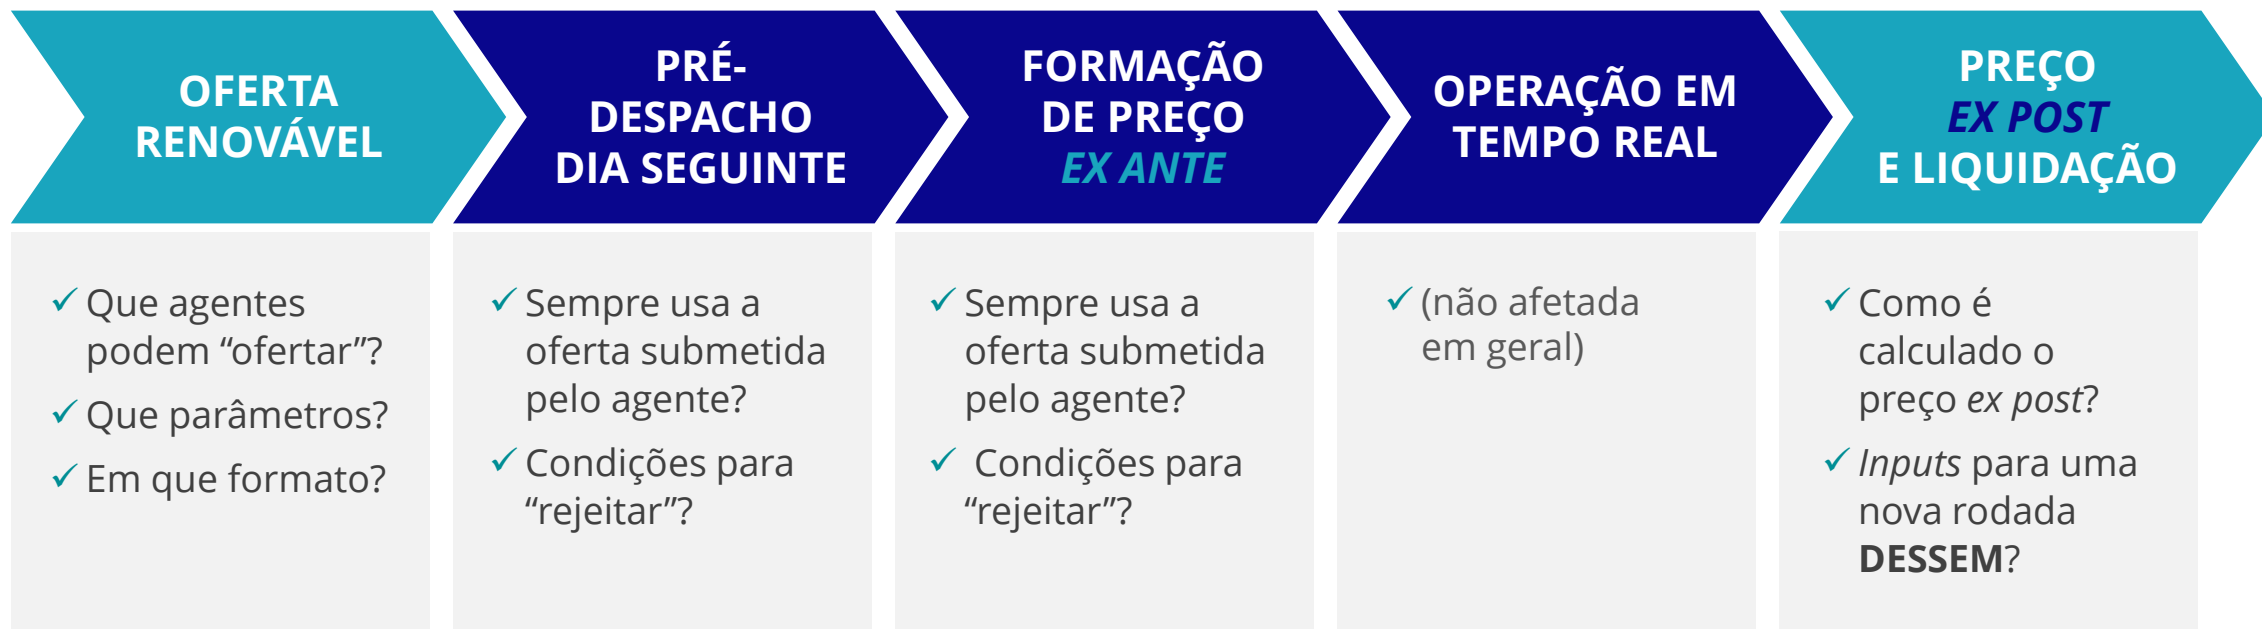 OFERTA
RENOVÁVEL
PRÉ-
DESPACHO
DIA SEGUINTE
FORMAÇÃO
DE PREÇO
EX ANTE
OPERAÇÃO EM
TEMPO REAL
PREÇO
EX POST
E LIQUIDAÇÃO
✓ Que agentes
podem “ofertar”?
✓ Que parâmetros?
✓ Em que formato?
✓ Sempre usa a
oferta submetida
pelo agente?
✓ Condições para
“rejeitar”?
✓ Sempre usa a
oferta submetida
pelo agente?
✓ Condições para
“rejeitar”?
✓ (não afetada
em geral)
✓ Como é
calculado o
preço ex post?
✓ Inputs para uma
nova rodada
DESSEM?